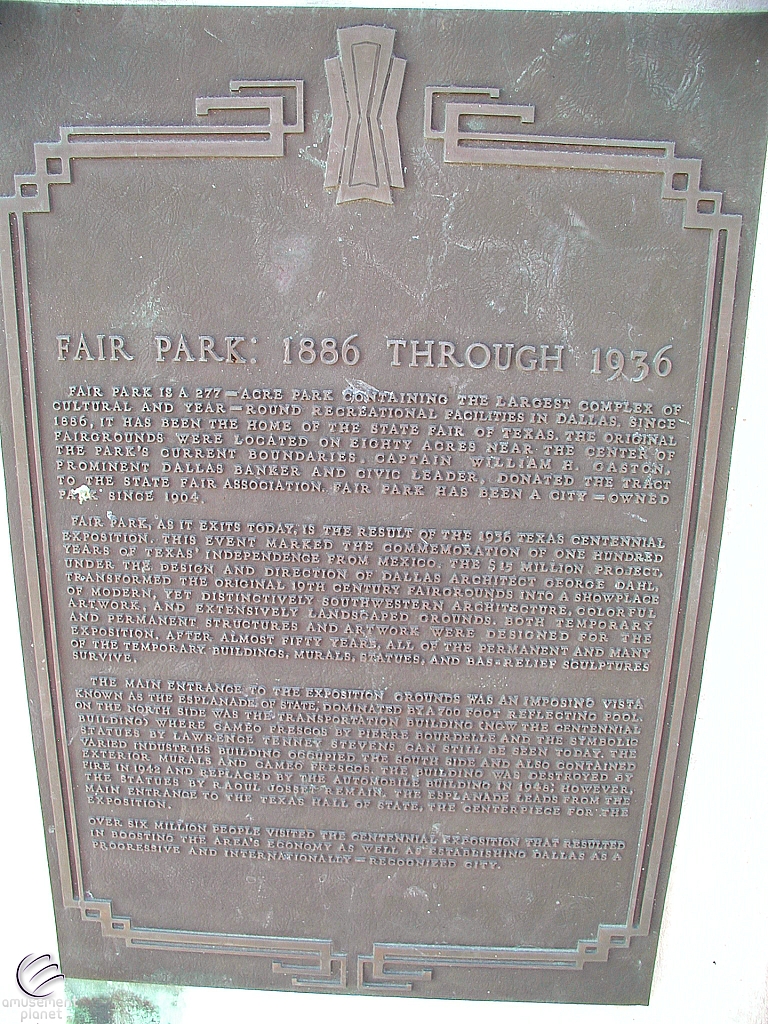 FAIR PARK: 1886 THROUGH 1936
FAIR PARK IS A 277-ACRE PARK CONTAINING THE LARGEST COMPLEX OF
CULTURAL AND YEAR-ROUND RECREATIONAL FACILITIES IN DALLAS. SINCE
1886, IT HAS BEEN THE HOME OF THE STATE FAIR OF TEXAS. THE ORIGINAL
FAIRGROUNDS WERE LOCATED ON EIGHTY ACRES NEAR THE CENTER OF
THE PARK'S CURRENT BOUNDARIES. CAPTAIN WILLIAM H. GASTON,
PROMINENT DALLAS BANKER AND CIVIC LEADER, DONATED THE TRACT
TO THE STATE FAIR ASSOCIATION. FAIR PARK HAS BEEN A CITY-OWNED
PARK SINCE 1904.
FAIR PARK, AS IT EXITS TODAY, IS THE RESULT OF THE 1936 TEXAS CENTENNIAL
EXPOSITION. THIS EVENT MARKED THE COMMEMORATION OF ONE HUNDRED
YEARS OF TEXAS' INDEPENDENCE FROM MEXICO. THE $15 MILLION PROJECT,
UNDER THE DESIGN AND DIRECTION OF DALLAS ARCHITECT GEORGE DAHL,
TRANSFORMED THE ORIGINAL 19TH CENTURY FAIRGROUNDS INTO A SHOWPLACE
OF MODERN, YET DISTINCTIVELY SOUTHWESTERN ARCHITECTURE, COLORFUL
ARTWORK, AND EXTENSIVELY LANDSCAPED GROUNDS. BOTH TEMPORARY
AND PERMANENT STRUCTURES AND ARTWORK WERE DESIGNED FOR THE
EXPOSITION. AFTER ALMOST FIFTY YEARS, ALL OF THE PERMANENT AND MANY
OF THE TEMPORARY BUILDINGS, MURALS, STATUES, AND BAS-RELIEF SCULPTURES
SURVIVE.
THE MAIN ENTRANCE TO THE EXPOSITION GROUNDS WAS AN IMPOSING VISTA
KNOWN AS THE ESPLANADE OF STATE, DOMINATED BY A 700 FOOT REFLECTING POOL.
ON THE NORTH SIDE WAS THE TRANSPORTATION BUILDING (NOW THE CENTENNIAL
BUILDING) WHERE CAMEO FRESCOS BY PIERRE BOURDELLE AND THE SYMBOLIC
STATUES BY LAWRENCE TENNEY STEVENS, CAN STILL BE SEEN TODAY. THE
VARIED INDUSTRIES BUILDING OCCUPIED THE SOUTH SIDE AND ALSO CONTAINED
EXTERIOR MURALS AND CAMEO FRESCOS. THE BUILDING WAS DESTROYED BY
FIRE IN 1942 AND REPLACED BY THE AUTOMOBILE BUILDING IN 1948; HOWEVER,
THE STATUES BY RAOUL JOSSET REMAIN. THE ESPLANADE LEADS FROM THE
MAIN ENTRANCE TO THE TEXAS HALL OF STATE, THE CENTERPIECE FOR THE
EXPOSITION.
OVER SIX MILLION PEOPLE VISITED THE CENTENNIAL EXPOSITION THAT RESULTED
IN BOOSTING THE AREA'S ECONOMY AS WELL AS ESTABLISHING DALLAS AS A
PROGRESSIVE AND INTERNATIONALLY-RECOGNIZED CITY.
amusement
planet